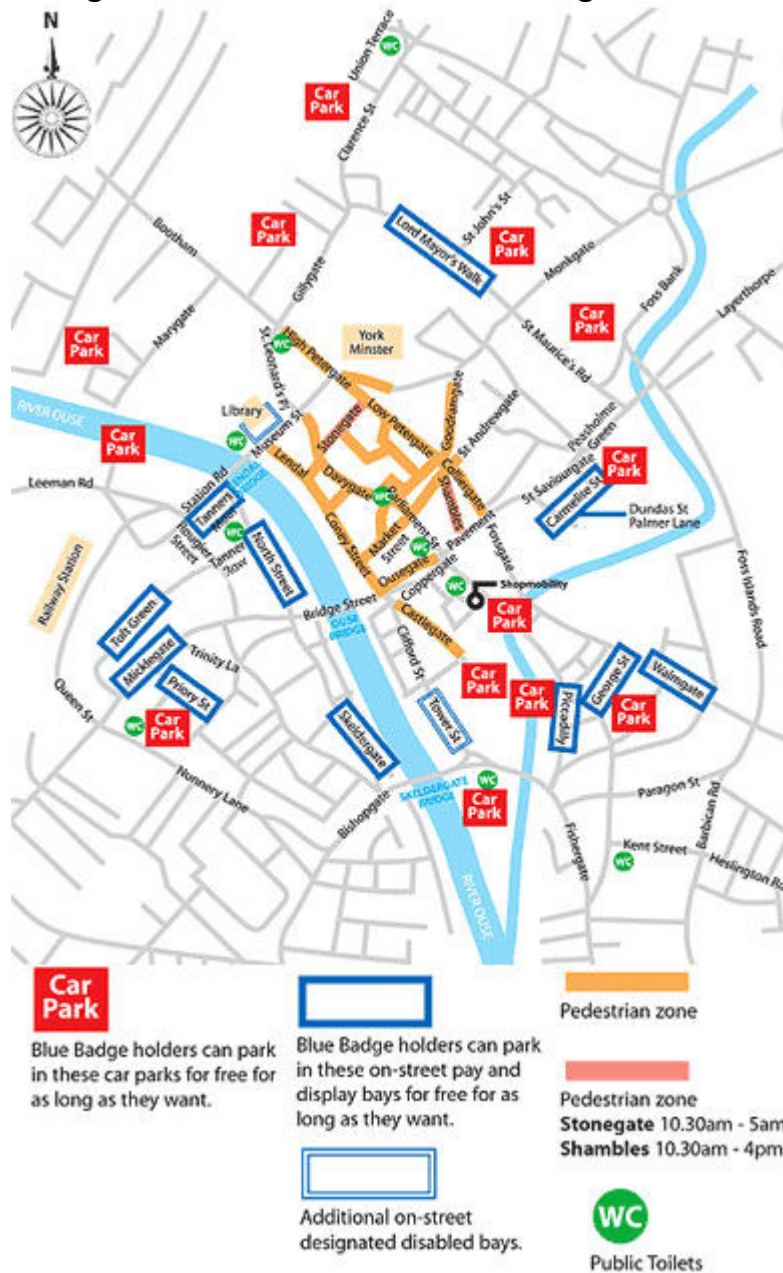 N
Union Terrace
WC
Car
Park
Clarence St
St John's St
Lord Mayor's Walk
Car
Park
Car
Park
Bootham
Gillygate
Monkgate
Foss Bank
Layerthorpe
Marygate
Car
Park
Car
Park
St Maurice's Rd
York
Minster
WC
High Petergate
St. Leonard's Pl
Library
Museum St
Stonegate
Low Petergate
Goodramgate
St Andrewgate
Peasholme
Green
RIVER OUSE
Car
Park
WC
Leeman Rd
Station Rd
Lendal
Davygate
WC
Parliament St
Shambles
Colliergate
St Saviourgate
Car
Park
Carmelite St
Dundas St
Palmer Lane
Tanners
WC
Rougier
Street
Tanner
Row
North Street
Coney Street
Market
Street
WC
Pavement
Fossgate
Ousegate
Coppergate
WC
Shopmobility
Foss Islands Road
Railway Station
Bridge Street
OUSE
BRIDGE
Castlegate
Clifford St
Car
Park
Toft Green
Micklegate
Trinity La
Priory St
Queen St
WC
Car
Park
Skeldergate
Tower St
Car
Park
Car
Park
Piccadilly
George St
Car
Park
Walmgate
Nunnery Lane
Bishopgate
SKELDERGATE
BRIDGE
WC
Car
Park
Paragon St
Barbican Rd
Fishergate
Kent Street
WC
Heslington Rd
RIVER OUSE
Car
Park
Blue Badge holders can park
in these car parks for free for
as long as they want.
Blue Badge holders can park
in these on-street pay and
display bays for free for as
long as they want.
Additional on-street
designated disabled bays.
Pedestrian zone
Pedestrian zone
Stonegate 10.30am - 5am
Shambles 10.30am - 4pm
WC
Public Toilets